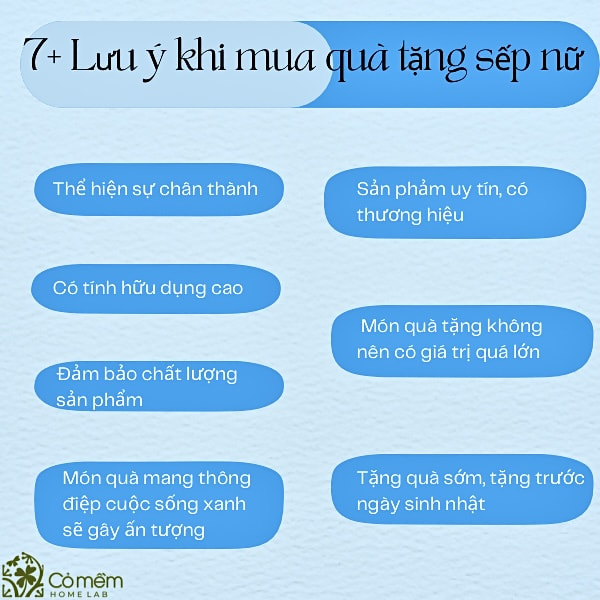 7+ Lưu ý khi mua quà tặng sếp nữ
Thể hiện sự chân thành
Có tính hữu dụng cao
Đảm bảo chất lượng
sản phẩm
Món quà mang thông
điệp cuộc sống xanh
sẽ gây ấn tượng
Sản phẩm uy tín, có
thương hiệu
Món quà tặng không
nên có giá trị quá lớn
Tặng quà sớm, tặng trước
ngày sinh nhật
Cỏ mềm
HOME LAB